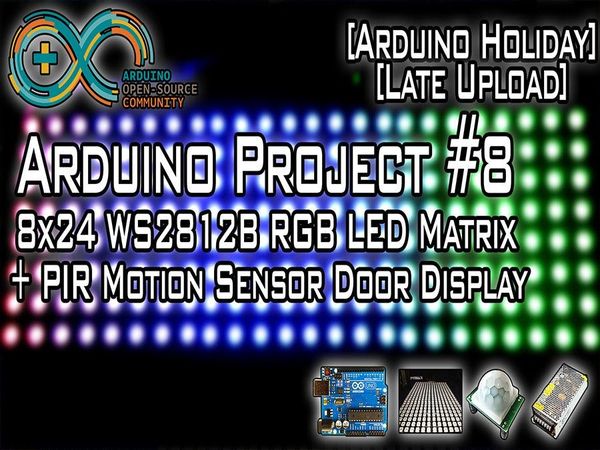 ARDUINO
OPEN-SOURCE
COMMUNITY
[ARDUINO HOLIDAY]
[LATE UPLOAD]
ARDUINO PROJECT #8
8x24 WS2812B RGB LED MATRIX
+ PIR MOTION SENSOR DOOR DISPLAY
UNO